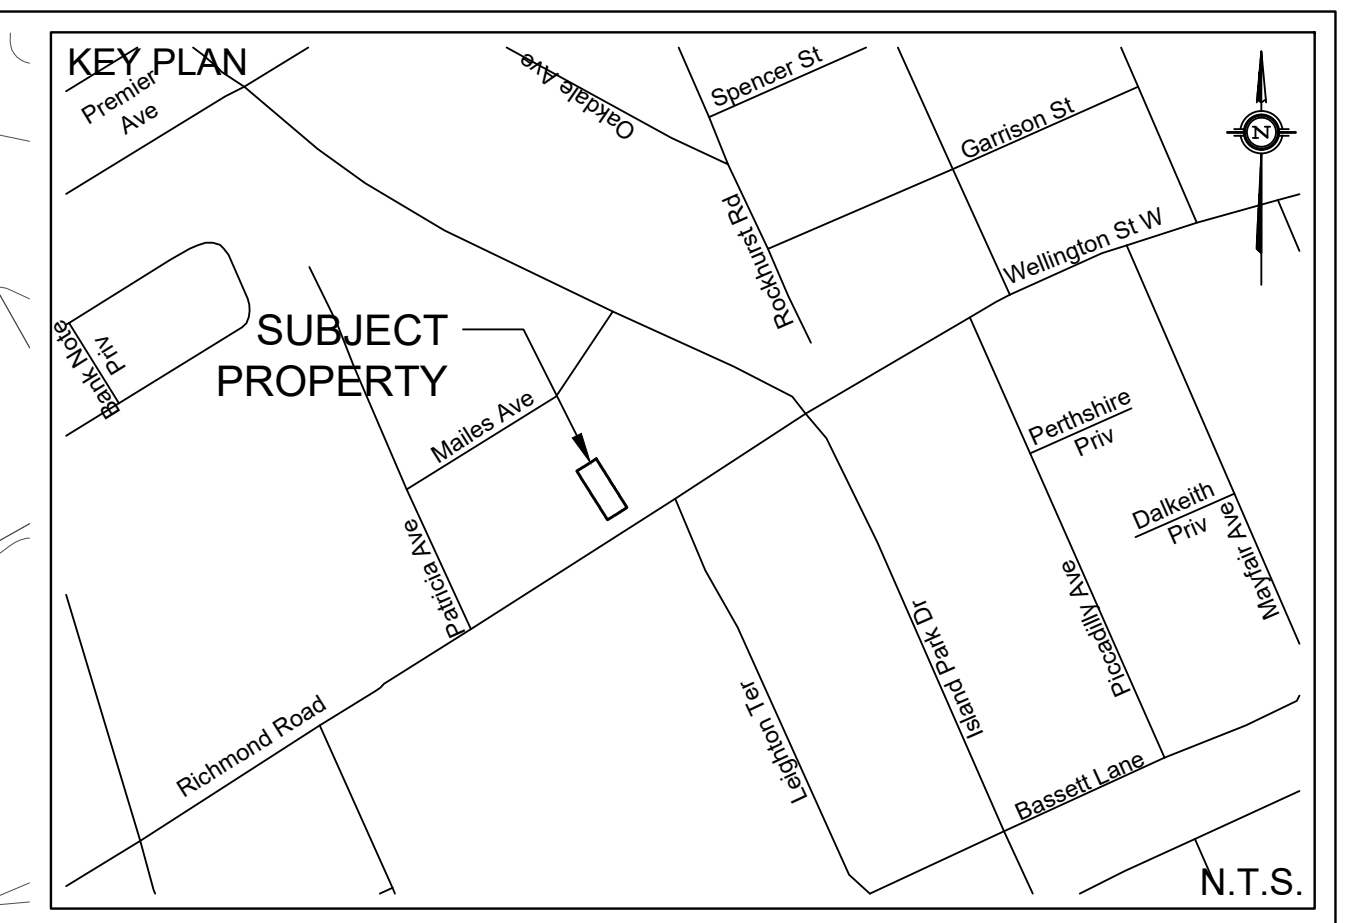 KEY PLAN
Premier
Ave
Oakdale Ave
Spencer St
Garrison St
N
Rockhurst Rd
Wellington St W
Bank Note
Priv
SUBJECT
PROPERTY
Mailes Ave
Perthshire
Priv
Dalkeith
Priv
Patricia Ave
Mayfair Ave
Piccadilly Ave
Island Park Dr
Leighton Ter
Richmond Road
Bassett Lane
N.T.S.